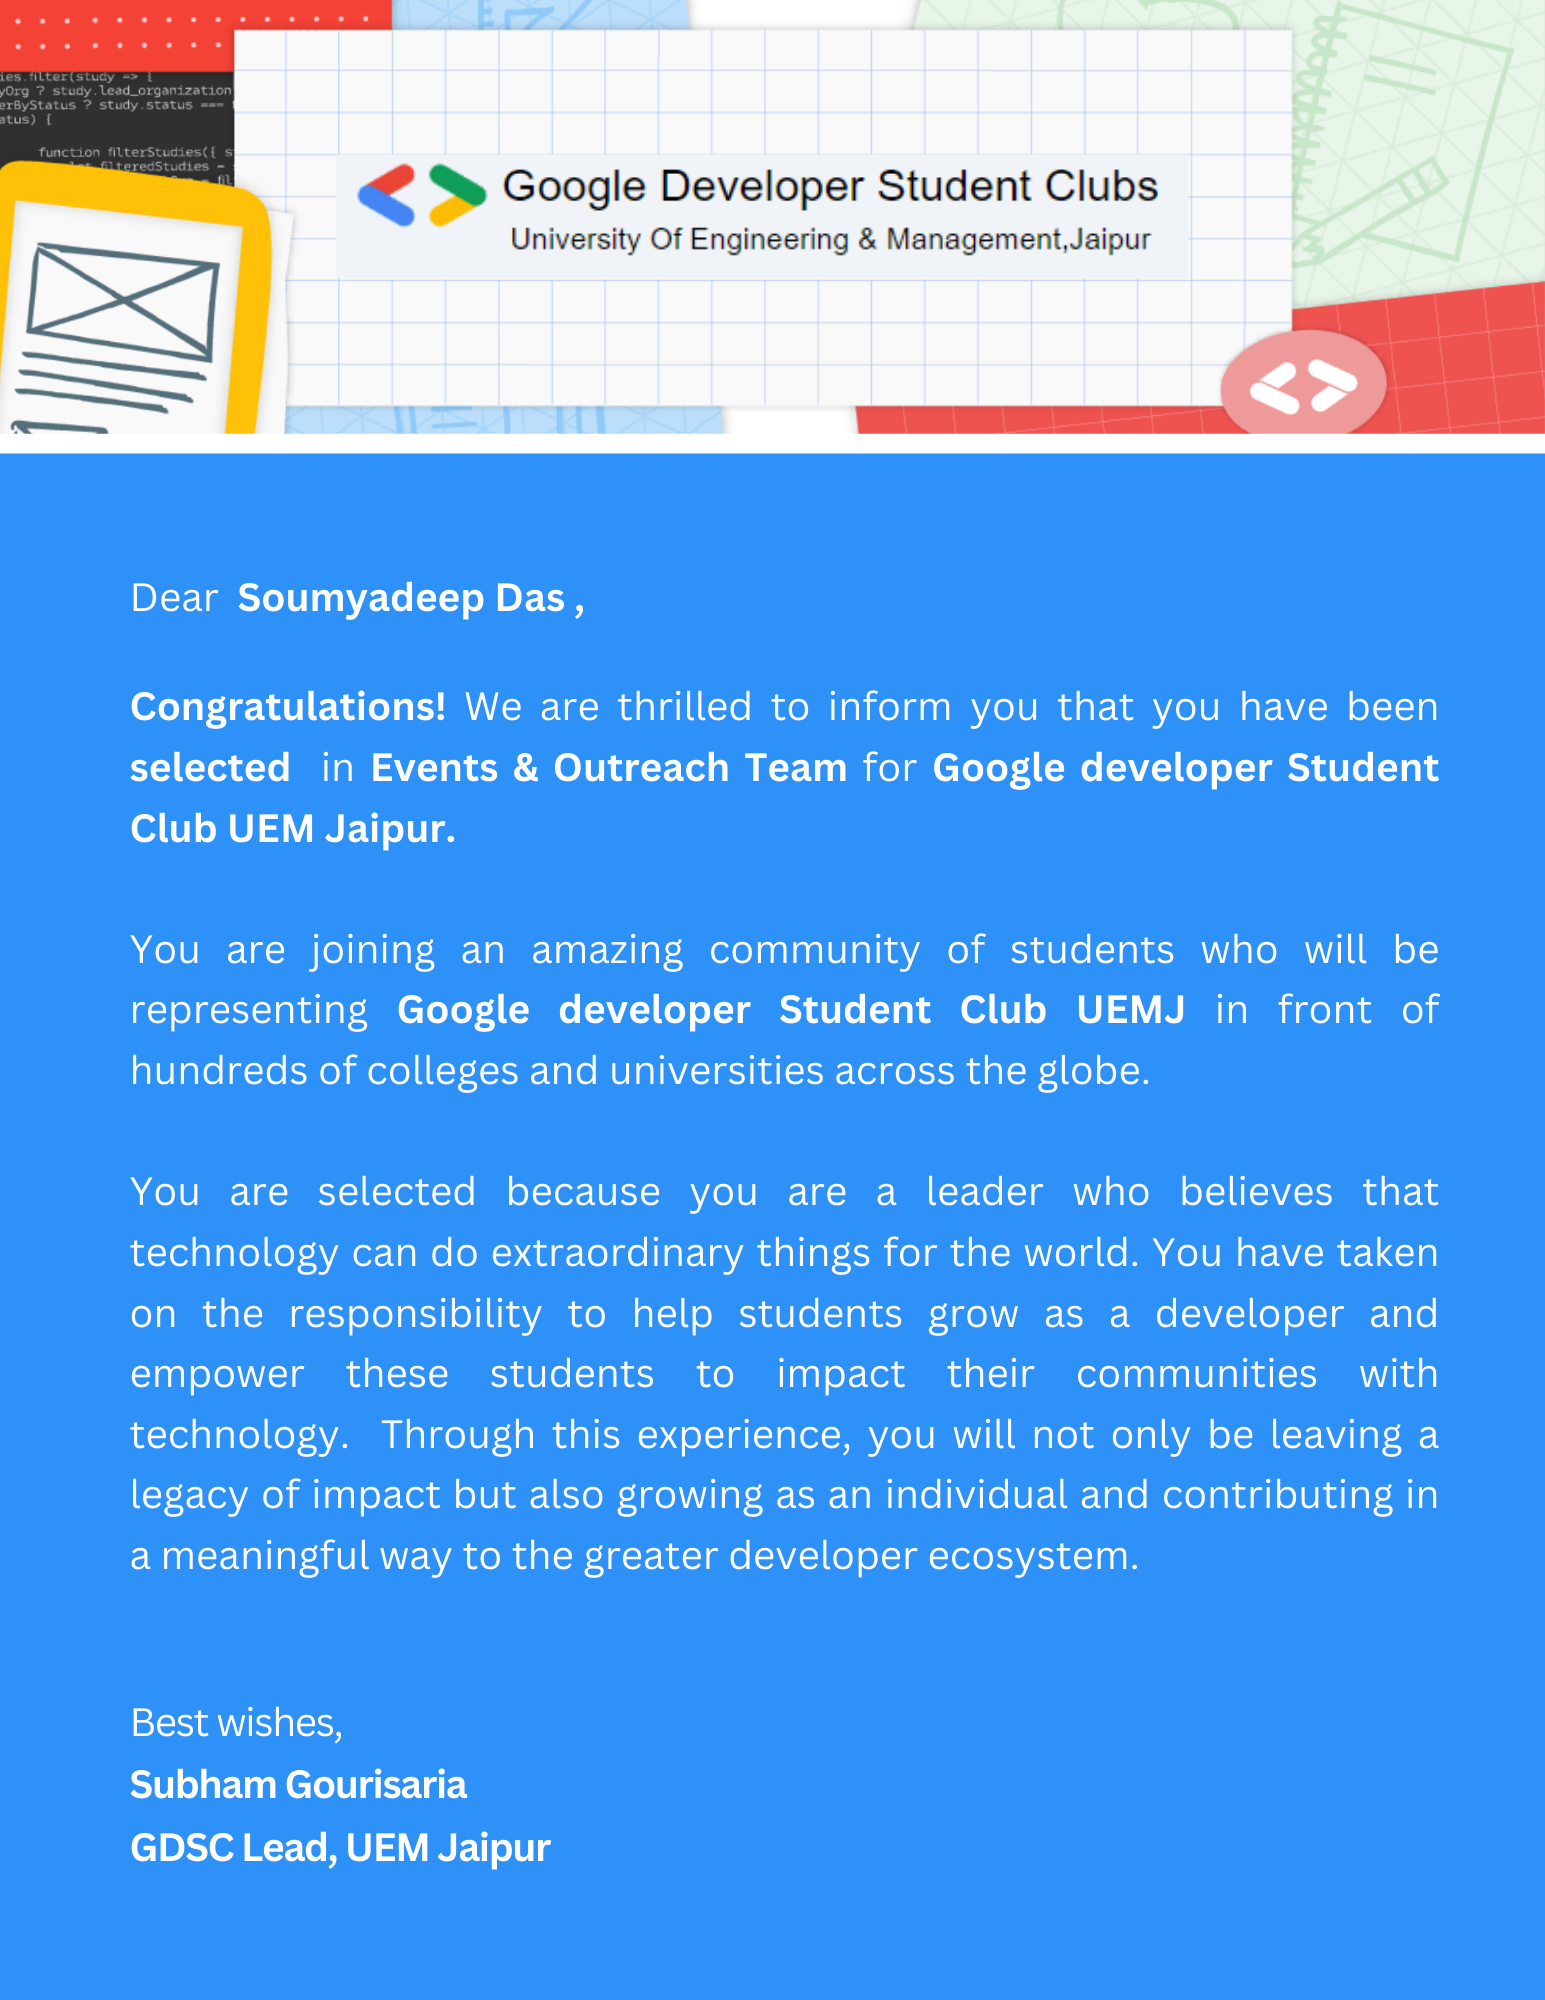 ies.filter(study => {
yOrg ? study.lead_organization
erByStatus ? study.status ===
atus) {
function filterStudies({
filteredStudies =
Google Developer Student Clubs
University Of Engineering & Management,Jaipur
Dear Soumyadeep Das ,
Congratulations! We are thrilled to inform you that you have been
selected in Events & Outreach Team for Google developer Student
Club UEM Jaipur.
You are joining an amazing community of students who will be
representing Google developer Student Club UEMJ in front of
hundreds of colleges and universities across the globe.
You are selected because you are a leader who believes that
technology can do extraordinary things for the world. You have taken
on the responsibility to help students grow as a developer and
empower these students to impact their communities with
technology. Through this experience, you will not only be leaving a
legacy of impact but also growing as an individual and contributing in
a meaningful way to the greater developer ecosystem.
Best wishes,
Subham Gourisaria
GDSC Lead, UEM Jaipur